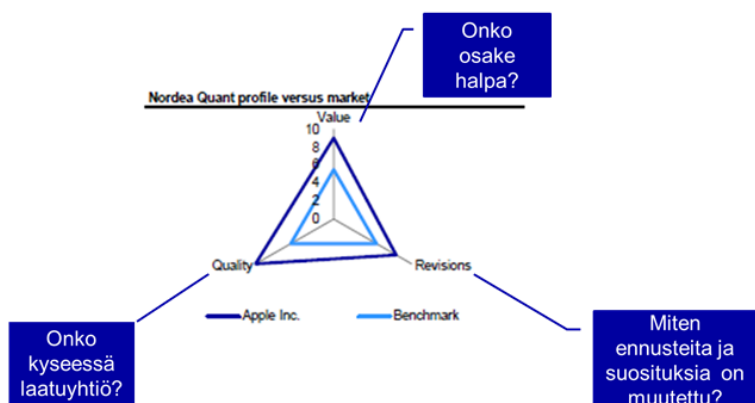 Onko
osake
halpa?
Nordea Quant profile versus market
Value
10
8
6
4
2
0
Quality
Revisions
Apple Inc.
Benchmark
Onko
kyseessä
laatuyhtiö?
Miten
ennusteita ja
suosituksia on
muutettu?